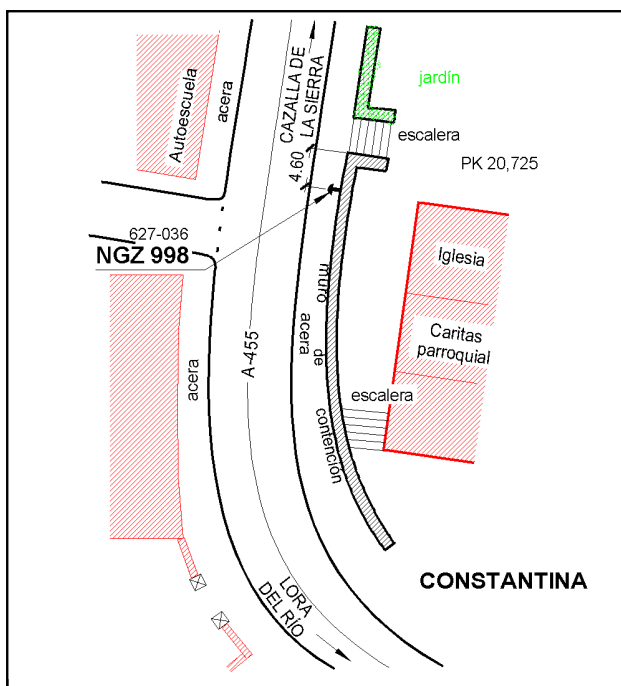 jardín
Autoescuela
acera
CAZALLA DE
LA SIERRA
escalera
PK 20,725
4.60
627-036
NGZ 998
Iglesia
muro
de
contención
acera
Caritas
parroquial
A-455
acera
escalera
CONSTANTINA
LORA
DEL RÍO